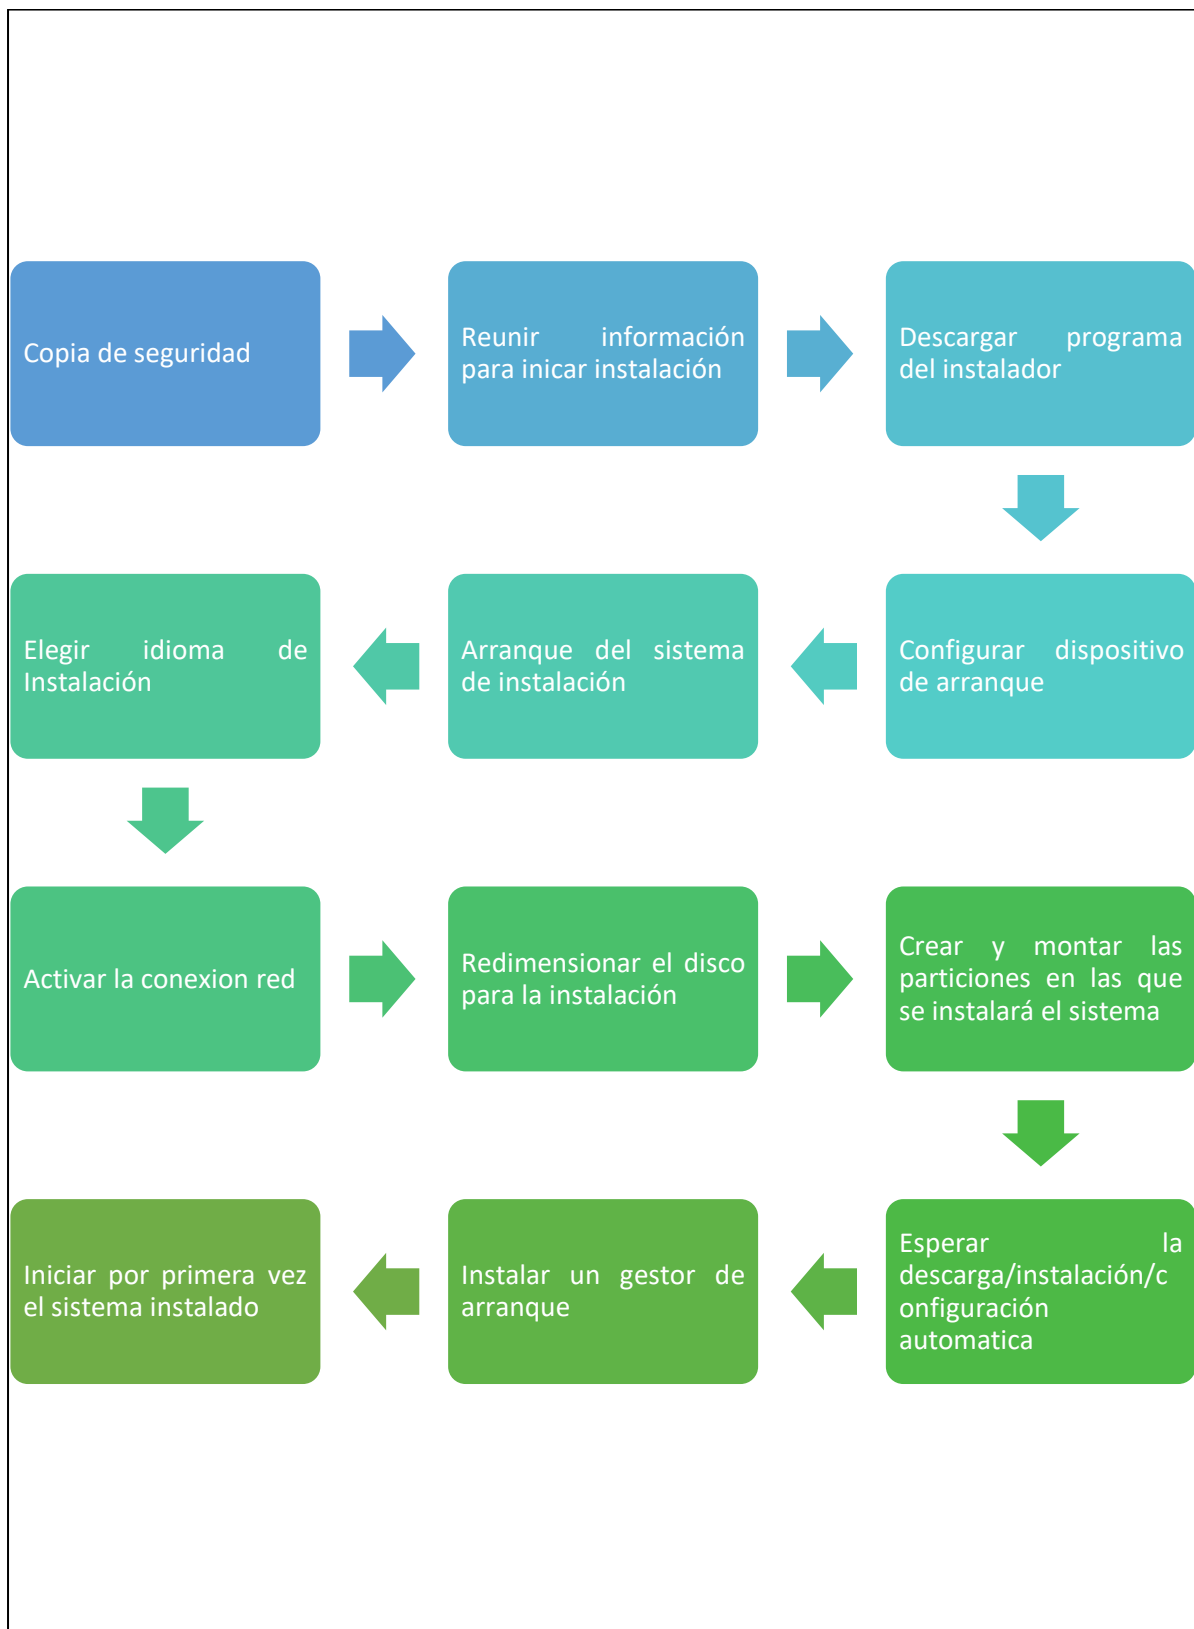 Copia de seguridad
Reunir información
para inicar instalación
Descargar programa
del instalador
Configurar dispositivo
de arranque
Arranque del sistema
de instalación
Elegir idioma de
Instalación
Activar la conexion red
Redimensionar el disco
para la instalación
Crear y montar las
particiones en las que
se instalará el sistema
Esperar la
descarga/instalación/c
onfiguración
automatica
Instalar un gestor de
arranque
Iniciar por primera vez
el sistema instalado